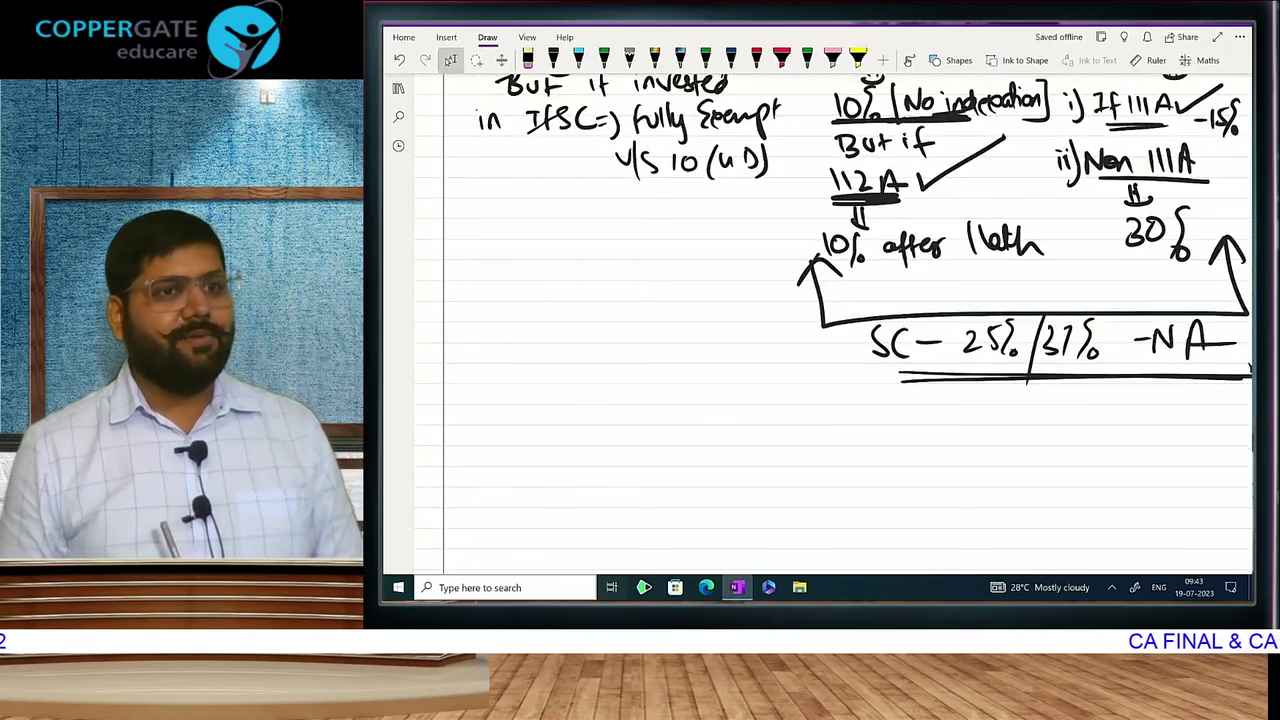 COPPERGATE
educare
Home Insert Draw View Help
Saved offline
Share
Shapes
Ink to Shape
Ink to Text
Ruler
Maths
But if invested
in IFSC => fully Exempt
U/S 10(4D)
10% [No indexation]
But if
112A
10% after 1 lakh
i) If 111A
-15%
ii) Non 111A
30%
SC - 25% / 37% - NA
Type here to search
28°C Mostly cloudy
ENG
09:43
19-07-2023
2
CA FINAL & CA